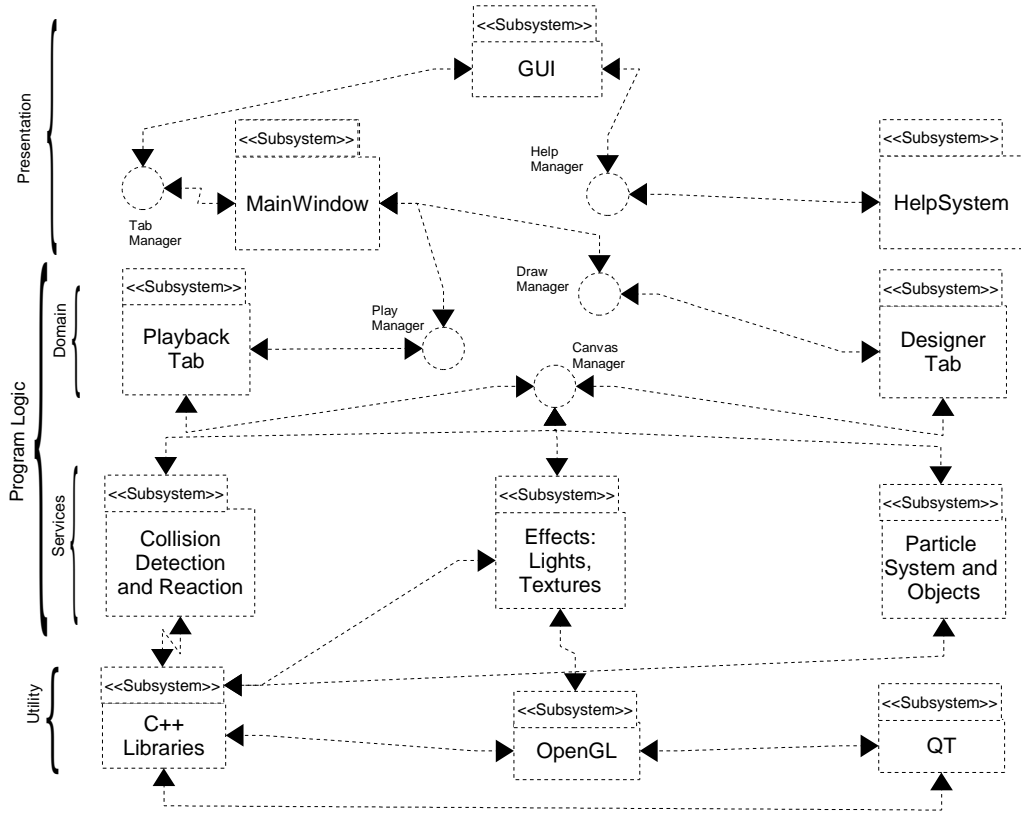 <<Subsystem>>
GUI
Presentation
<<Subsystem>>
MainWindow
Tab
Manager
Help
Manager
<<Subsystem>>
HelpSystem
Program Logic
Domain
<<Subsystem>>
Playback
Tab
Play
Manager
Draw
Manager
<<Subsystem>>
Designer
Tab
Canvas
Manager
Services
<<Subsystem>>
Collision
Detection
and Reaction
<<Subsystem>>
Effects:
Lights,
Textures
<<Subsystem>>
Particle
System and
Objects
Utility
<<Subsystem>>
C++
Libraries
<<Subsystem>>
OpenGL
<<Subsystem>>
QT